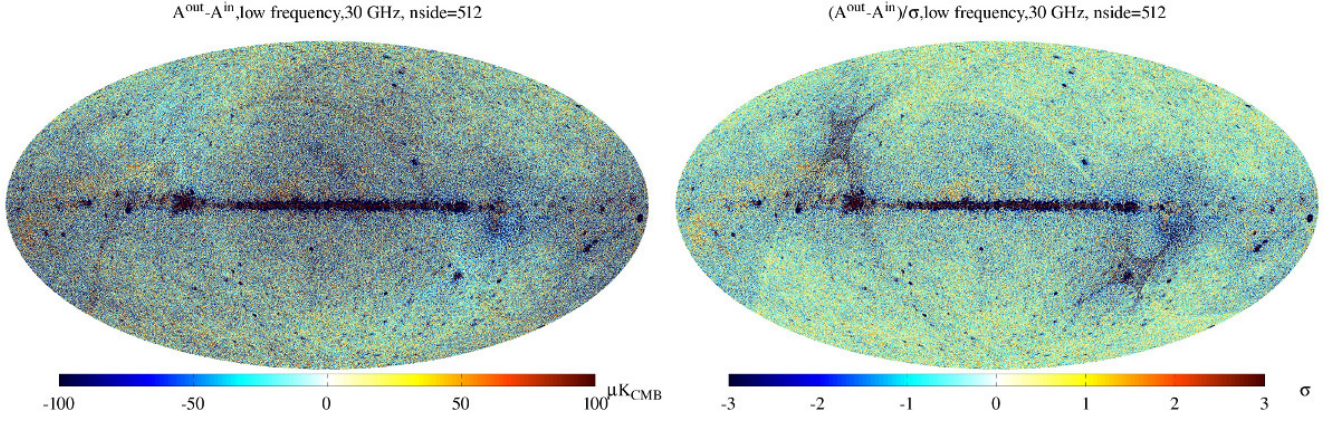 A^out-A^in,low frequency,30 GHz, nside=512
(A^out-A^in)/σ,low frequency,30 GHz, nside=512
-100 -50 0 50 100 μK_CMB
-3 -2 -1 0 1 2 3 σ